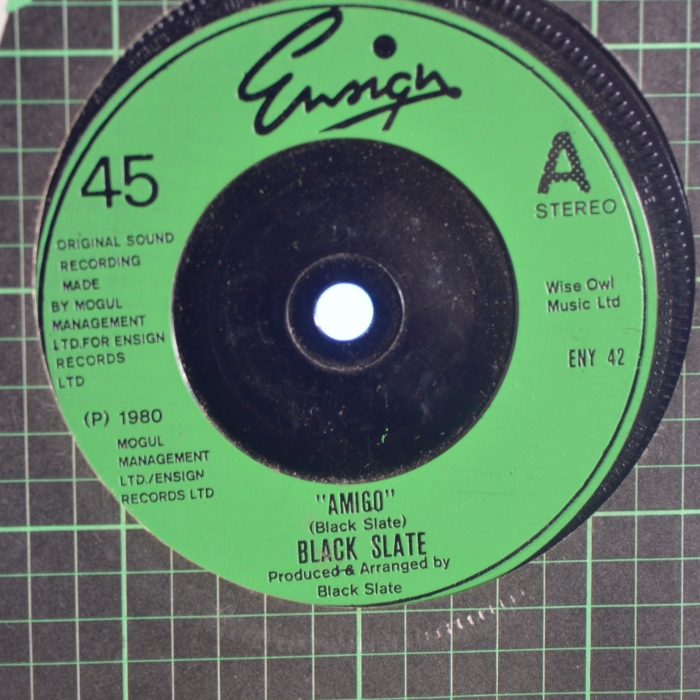 Ensign
45
A
STEREO
ORIGINAL SOUND
RECORDING
MADE
BY MOGUL
MANAGEMENT
LTD.FOR ENSIGN
RECORDS
LTD
Wise Owl
Music Ltd
ENY 42
(P) 1980
MOGUL
MANAGEMENT
LTD./ENSIGN
RECORDS LTD
"AMIGO"
(Black Slate)
BLACK SLATE
Produced & Arranged by
Black Slate